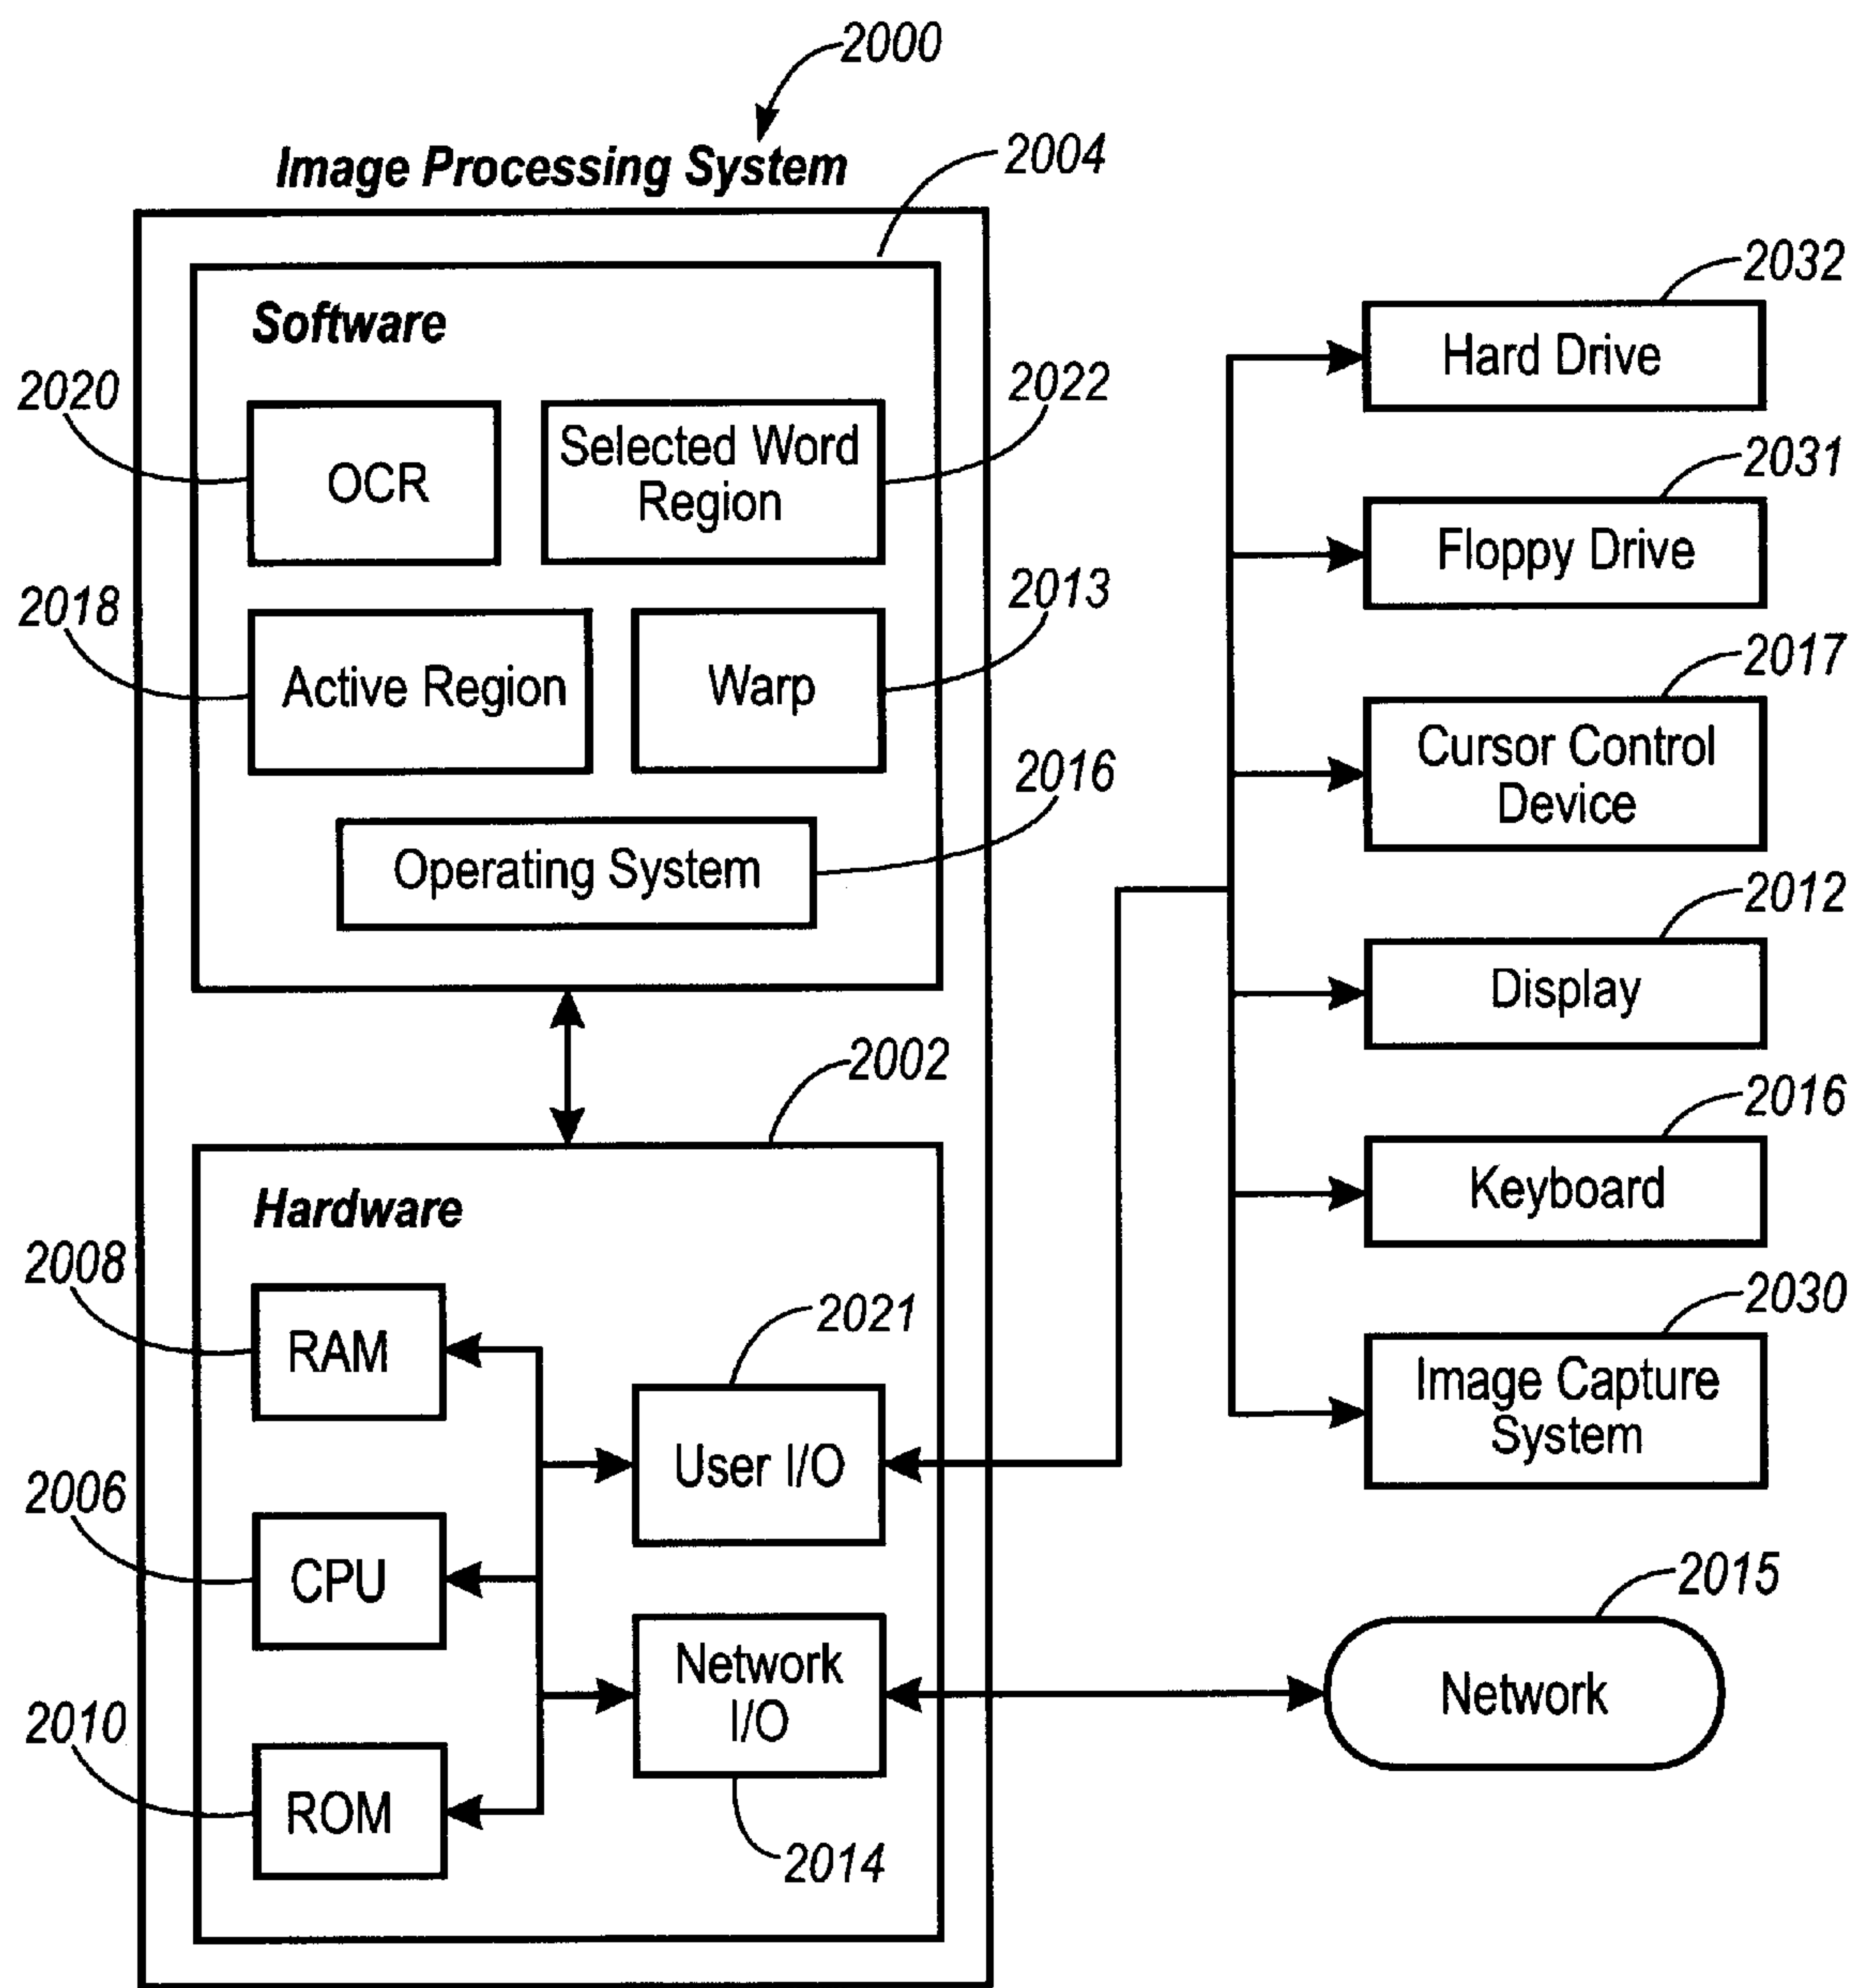 2000
Image Processing System
2004
Software
2020
OCR
Selected Word
Region
2022
2018
Active Region
Warp
2013
Operating System
2016
2002
Hardware
2008
RAM
2021
User I/O
2006
CPU
Network
I/O
2010
ROM
2014
2032
Hard Drive
2031
Floppy Drive
2017
Cursor Control
Device
2012
Display
2016
Keyboard
2030
Image Capture
System
2015
Network